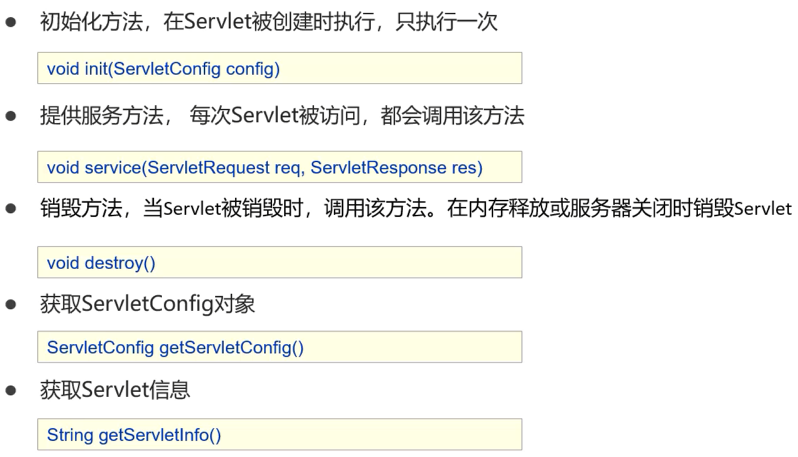 ● 初始化方法，在Servlet被创建时执行，只执行一次
void init(ServletConfig config)
● 提供服务方法， 每次Servlet被访问，都会调用该方法
void service(ServletRequest req, ServletResponse res)
● 销毁方法，当Servlet被销毁时，调用该方法。在内存释放或服务器关闭时销毁Servlet
void destroy()
● 获取ServletConfig对象
ServletConfig getServletConfig()
● 获取Servlet信息
String getServletInfo()